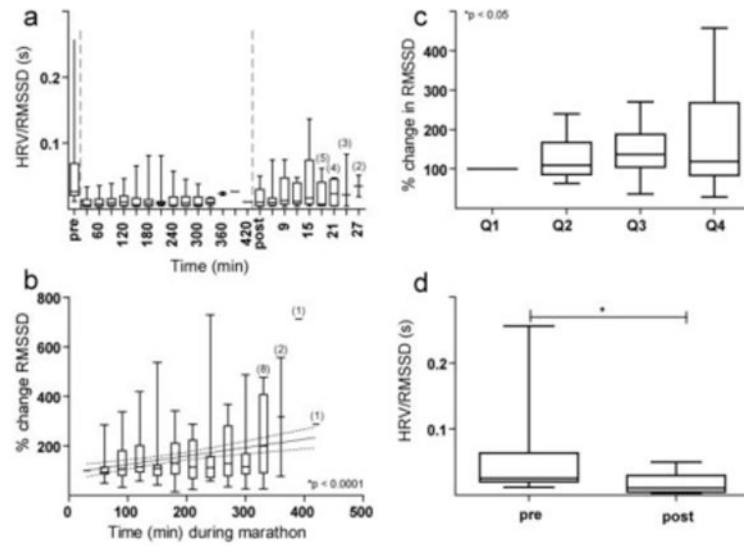 a
HRV/RMSSD (s)
0.2
0.1
(5)
(4)
(3)
(2)
pre
60
120
180
240
300
360
420
post
9
15
21
27
Time (min)
b
% change RMSSD
800
600
400
200
(8)
(2)
(1)
(1)
*p < 0.0001
0
100
200
300
400
500
Time (min) during marathon
c
*p < 0.05
% change in RMSSD
400
300
200
100
Q1
Q2
Q3
Q4
d
HRV/RMSSD (s)
0.2
0.1
*
pre
post